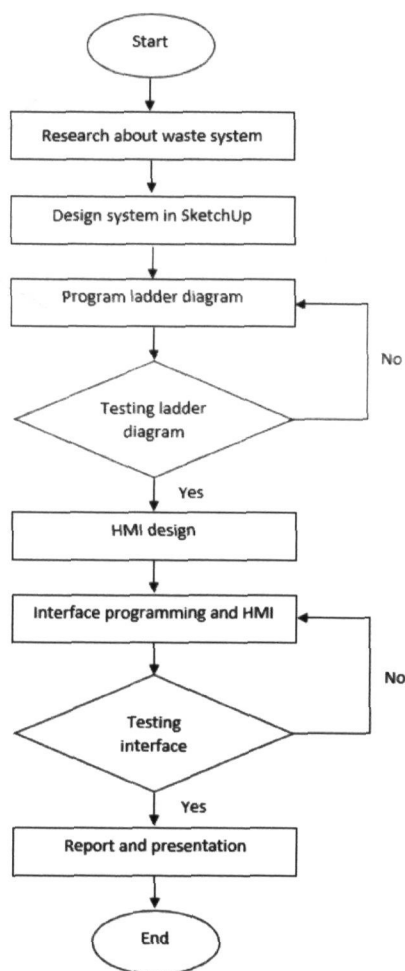 Start
Research about waste system
Design system in SketchUp
Program ladder diagram
No
Testing ladder
diagram
Yes
HMI design
Interface programming and HMI
No
Testing
interface
Yes
Report and presentation
End